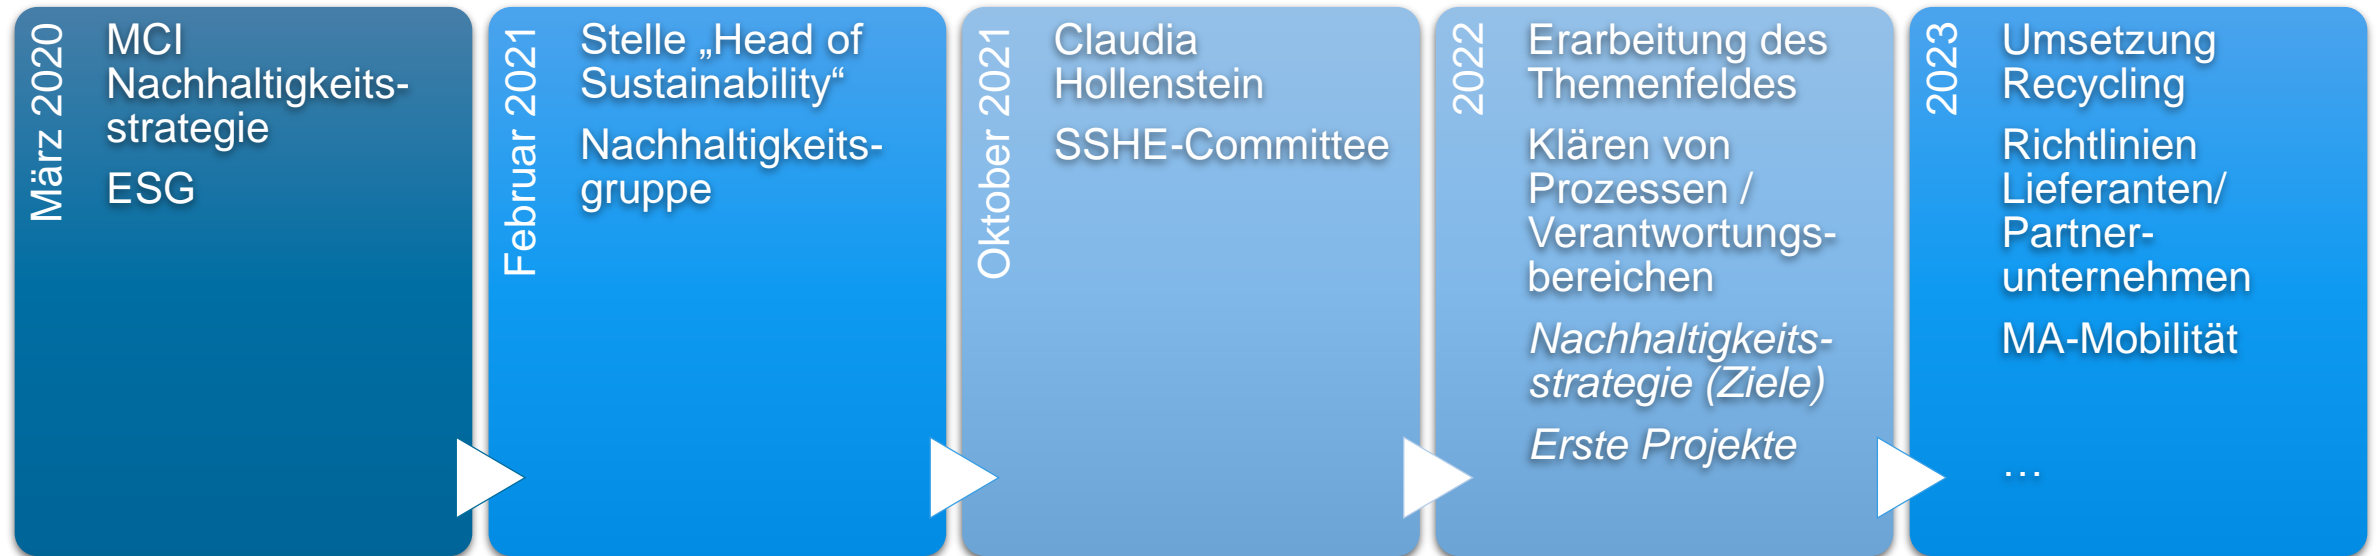 März 2020
MCI
Nachhaltigkeits-
strategie
ESG
Februar 2021
Stelle „Head of
Sustainability“
Nachhaltigkeits-
gruppe
Oktober 2021
Claudia
Hollenstein
SSHE-Committee
2022
Erarbeitung des
Themenfeldes
Klären von
Prozessen /
Verantwortungs-
bereichen
Nachhaltigkeits-
strategie (Ziele)
Erste Projekte
2023
Umsetzung
Recycling
Richtlinien
Lieferanten/
Partner-
unternehmen
MA-Mobilität
…